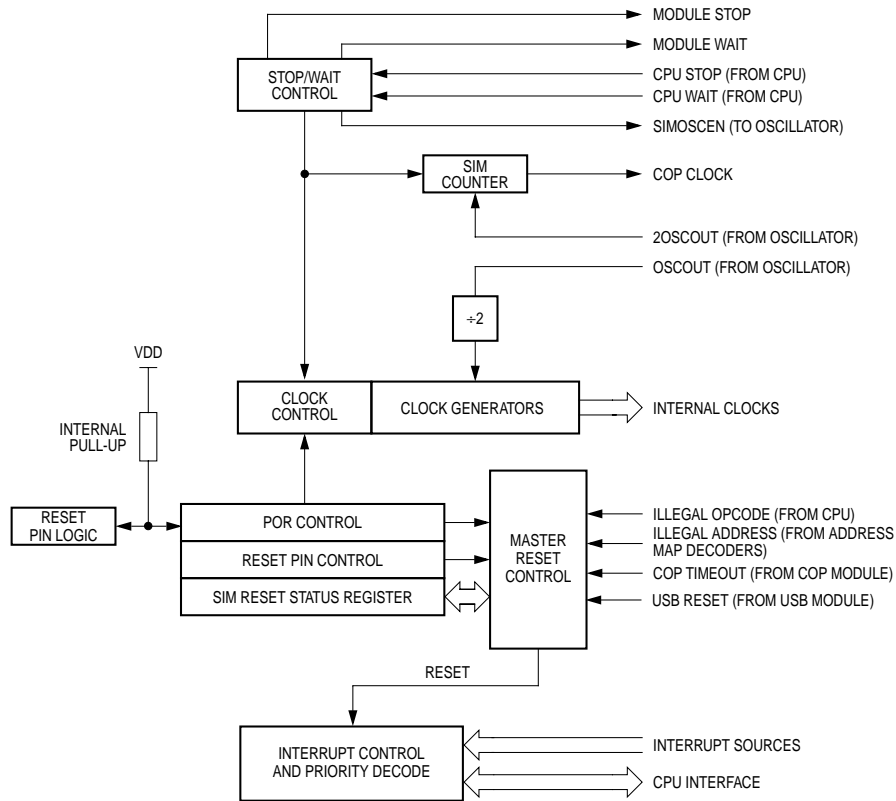 MODULE STOP
MODULE WAIT
STOP/WAIT
CONTROL
CPU STOP (FROM CPU)
CPU WAIT (FROM CPU)
SIMOSCEN (TO OSCILLATOR)
SIM
COUNTER
COP CLOCK
2OSCOUT (FROM OSCILLATOR)
OSCOUT (FROM OSCILLATOR)
÷2
VDD
INTERNAL
PULL-UP
CLOCK
CONTROL
CLOCK GENERATORS
INTERNAL CLOCKS
RESET
PIN LOGIC
POR CONTROL
RESET PIN CONTROL
SIM RESET STATUS REGISTER
MASTER
RESET
CONTROL
ILLEGAL OPCODE (FROM CPU)
ILLEGAL ADDRESS (FROM ADDRESS
MAP DECODERS)
COP TIMEOUT (FROM COP MODULE)
USB RESET (FROM USB MODULE)
RESET
INTERRUPT CONTROL
AND PRIORITY DECODE
INTERRUPT SOURCES
CPU INTERFACE